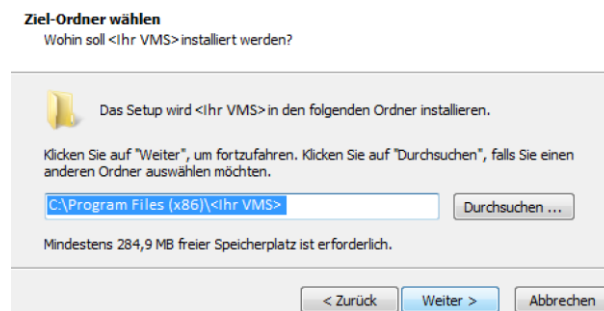 Ziel-Ordner wählen
Wohin soll <Ihr VMS> installiert werden?
Das Setup wird <Ihr VMS> in den folgenden Ordner installieren.
Klicken Sie auf "Weiter", um fortzufahren. Klicken Sie auf "Durchsuchen", falls Sie einen
anderen Ordner auswählen möchten.
C:\Program Files (x86)\<Ihr VMS>
Durchsuchen ...
Mindestens 284,9 MB freier Speicherplatz ist erforderlich.
< Zurück
Weiter >
Abbrechen